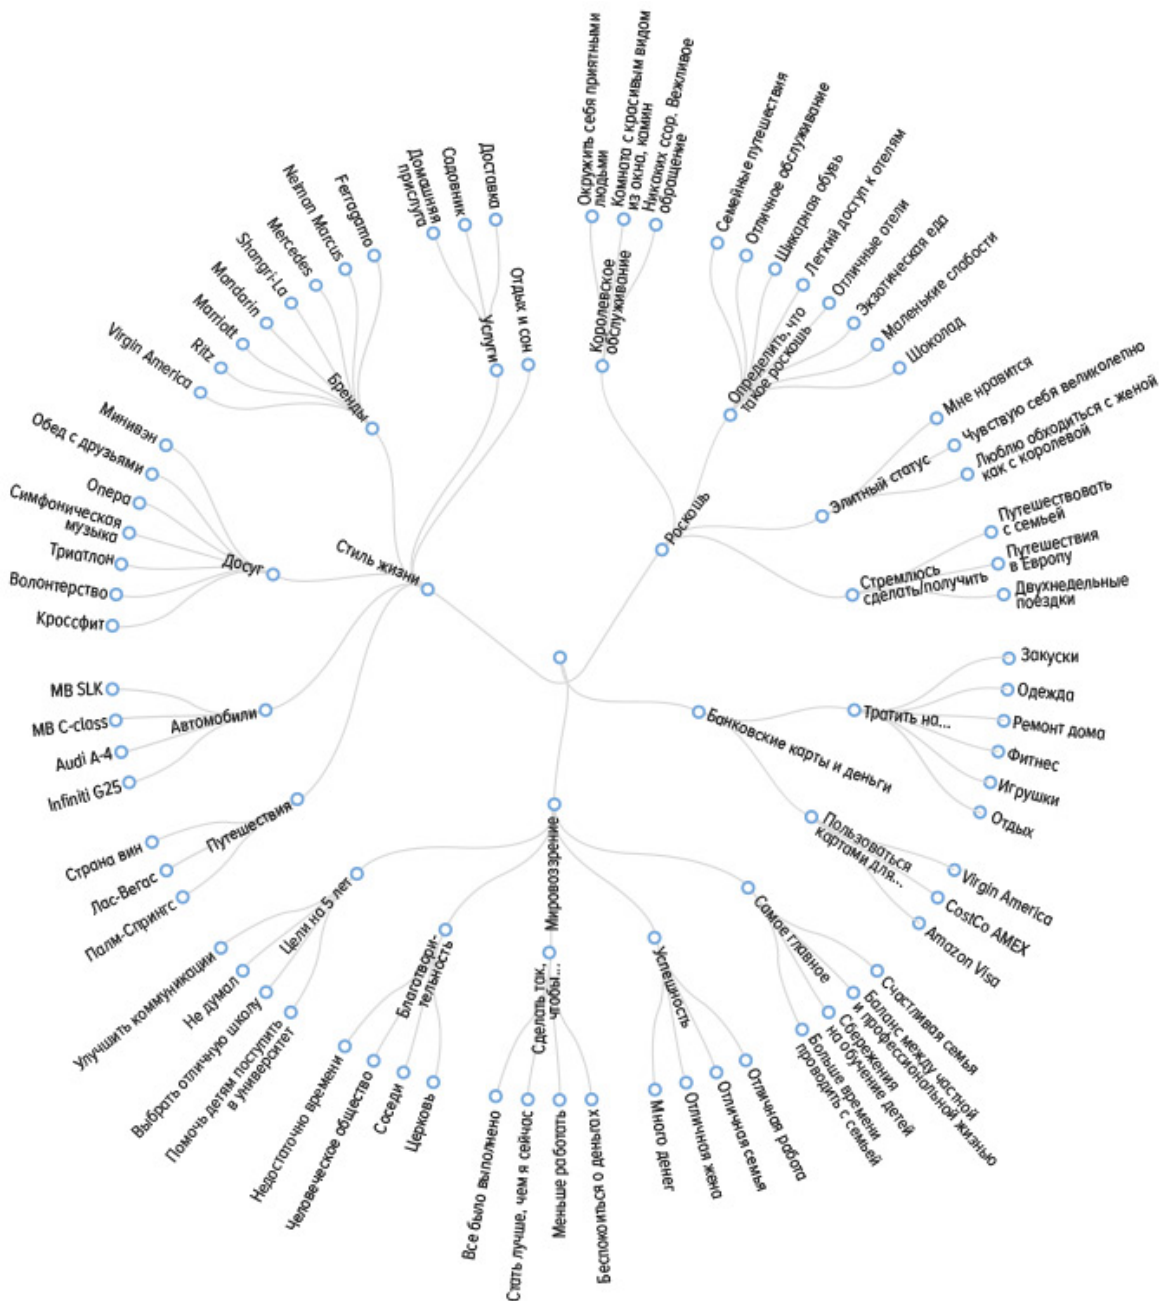 Окружить себя приятными
людьми
Комната с красивым видом
из окна, камин
Никаких ссор. Вежливое
обращение
Королевское
обслуживание
Семейные путешествия
Отличное обслуживание
Шикарная обувь
Легкий доступ к отелям
Отличные отели
Экзотическая еда
Маленькие слабости
Шоколад
Определить, что
такое роскошь
Мне нравится
Чувствую себя великолепно
Люблю обходиться с женой
как с королевой
Элитный статус
Роскошь
Путешествовать
с семьей
Путешествия
в Европу
Двухнедельные
поездки
Стремлюсь
сделать/получить
Закуски
Одежда
Ремонт дома
Фитнес
Игрушки
Отдых
Тратить на...
Банковские карты и деньги
Пользоваться
картами для...
Virgin America
CostCo AMEX
Amazon Visa
Самое главное
Счастливая семья
Баланс между частной
и профессиональной жизнью
Сбережения
на обучение детей
Больше времени
проводить с семьей
Успешность
Отличная работа
Отличная семья
Отличная жена
Много денег
Мировоззрение
Сделать так,
чтобы...
Беспокоиться о деньгах
Меньше работать
Стать лучше, чем я сейчас
Все было выполнено
Благотвори-
тельность
Церковь
Соседи
Человеческое общество
Недостаточно времени
Цели на 5 лет
Помочь детям поступить
в университет
Выбрать отличную школу
Не думал
Улучшить коммуникации
Путешествия
Палм-Спрингс
Лас-Вегас
Страна вин
Автомобили
Infiniti G25
Audi A-4
MB C-class
MB SLK
Стиль жизни
Досуг
Кроссфит
Волонтерство
Триатлон
Симфоническая
музыка
Опера
Обед с друзьями
Минивэн
Бренды
Virgin America
Ritz
Marriott
Mandarin
Shangri-La
Mercedes
Neiman Marcus
Ferragamo
Услуги
Домашняя
прислуга
Садовник
Доставка
Отдых и сон